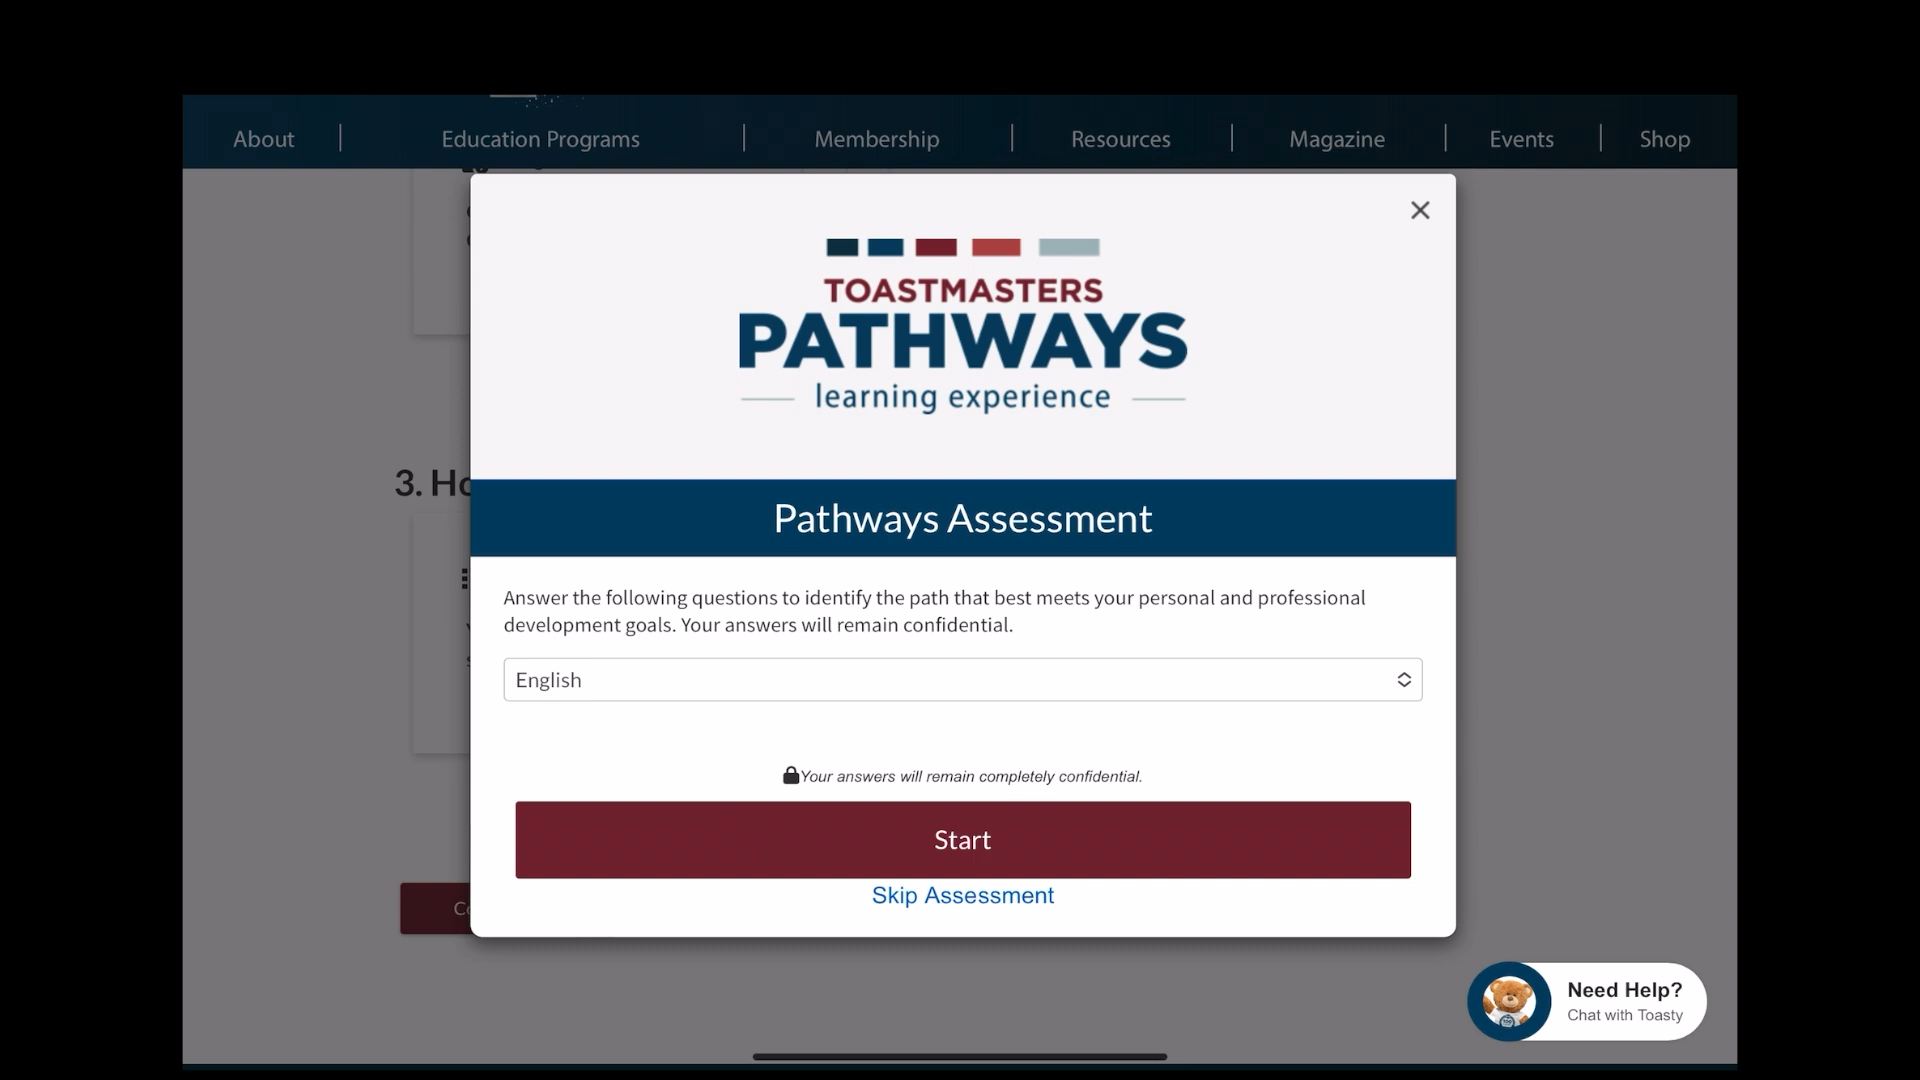 About
Education Programs
Membership
Resources
Magazine
Events
Shop
TOASTMASTERS
PATHWAYS
learning experience
3. Ho
Pathways Assessment
Answer the following questions to identify the path that best meets your personal and professional
development goals. Your answers will remain confidential.
English
Your answers will remain completely confidential.
Start
Skip Assessment
Need Help?
Chat with Toasty